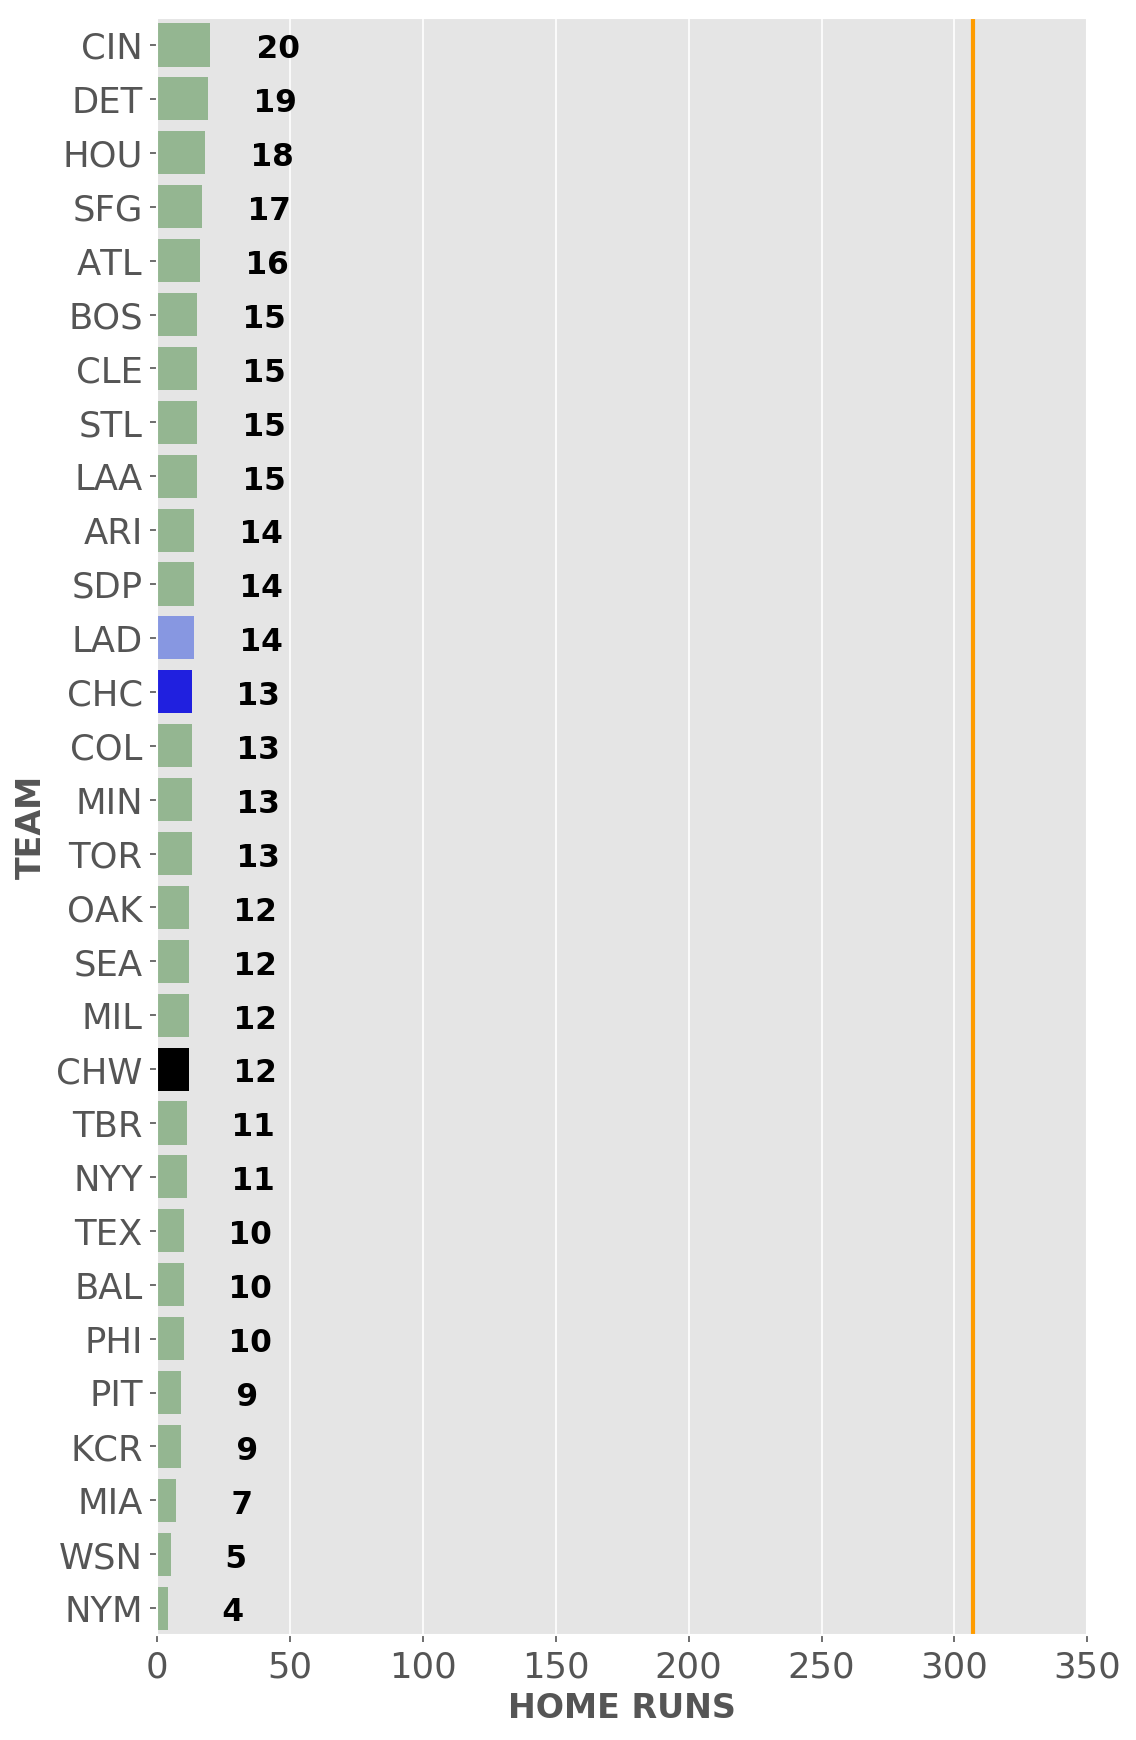 CIN 20
DET 19
HOU 18
SFG 17
ATL 16
BOS 15
CLE 15
STL 15
LAA 15
ARI 14
SDP 14
LAD 14
CHC 13
COL 13
MIN 13
TOR 13
OAK 12
SEA 12
MIL 12
CHW 12
TBR 11
NYY 11
TEX 10
BAL 10
PHI 10
PIT 9
KCR 9
MIA 7
WSN 5
NYM 4
TEAM
0 50 100 150 200 250 300 350
HOME RUNS